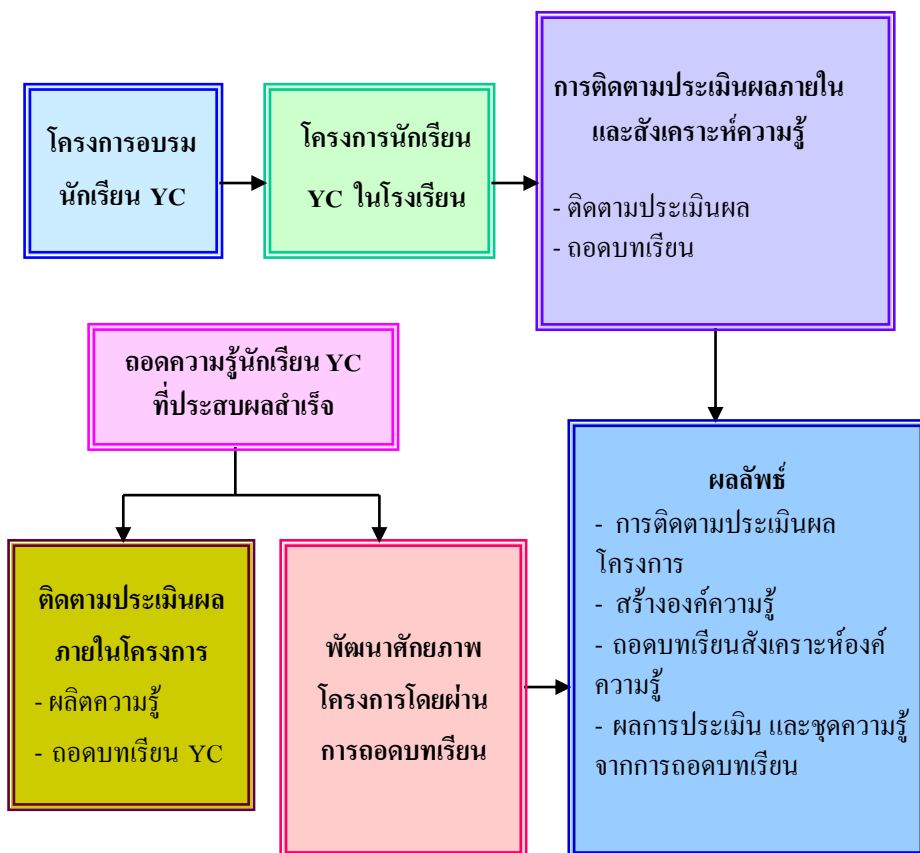 โครงการอบรม
นักเรียน YC
โครงการนักเรียน
YC ในโรงเรียน
การติดตามประเมินผลภายใน
และสังเคราะห์ความรู้
- ติดตามประเมินผล
- ถอดบทเรียน
ถอดความรู้นักเรียน YC
ที่ประสบผลสำเร็จ
ติดตามประเมินผล
ภายในโครงการ
- ผลิตความรู้
- ถอดบทเรียน YC
พัฒนาศักยภาพ
โครงการโดยผ่าน
การถอดบทเรียน
ผลลัพธ์
- การติดตามประเมินผล
โครงการ
- สร้างองค์ความรู้
- ถอดบทเรียนสังเคราะห์องค์
ความรู้
- ผลการประเมิน และชุดความรู้
จากการถอดบทเรียน